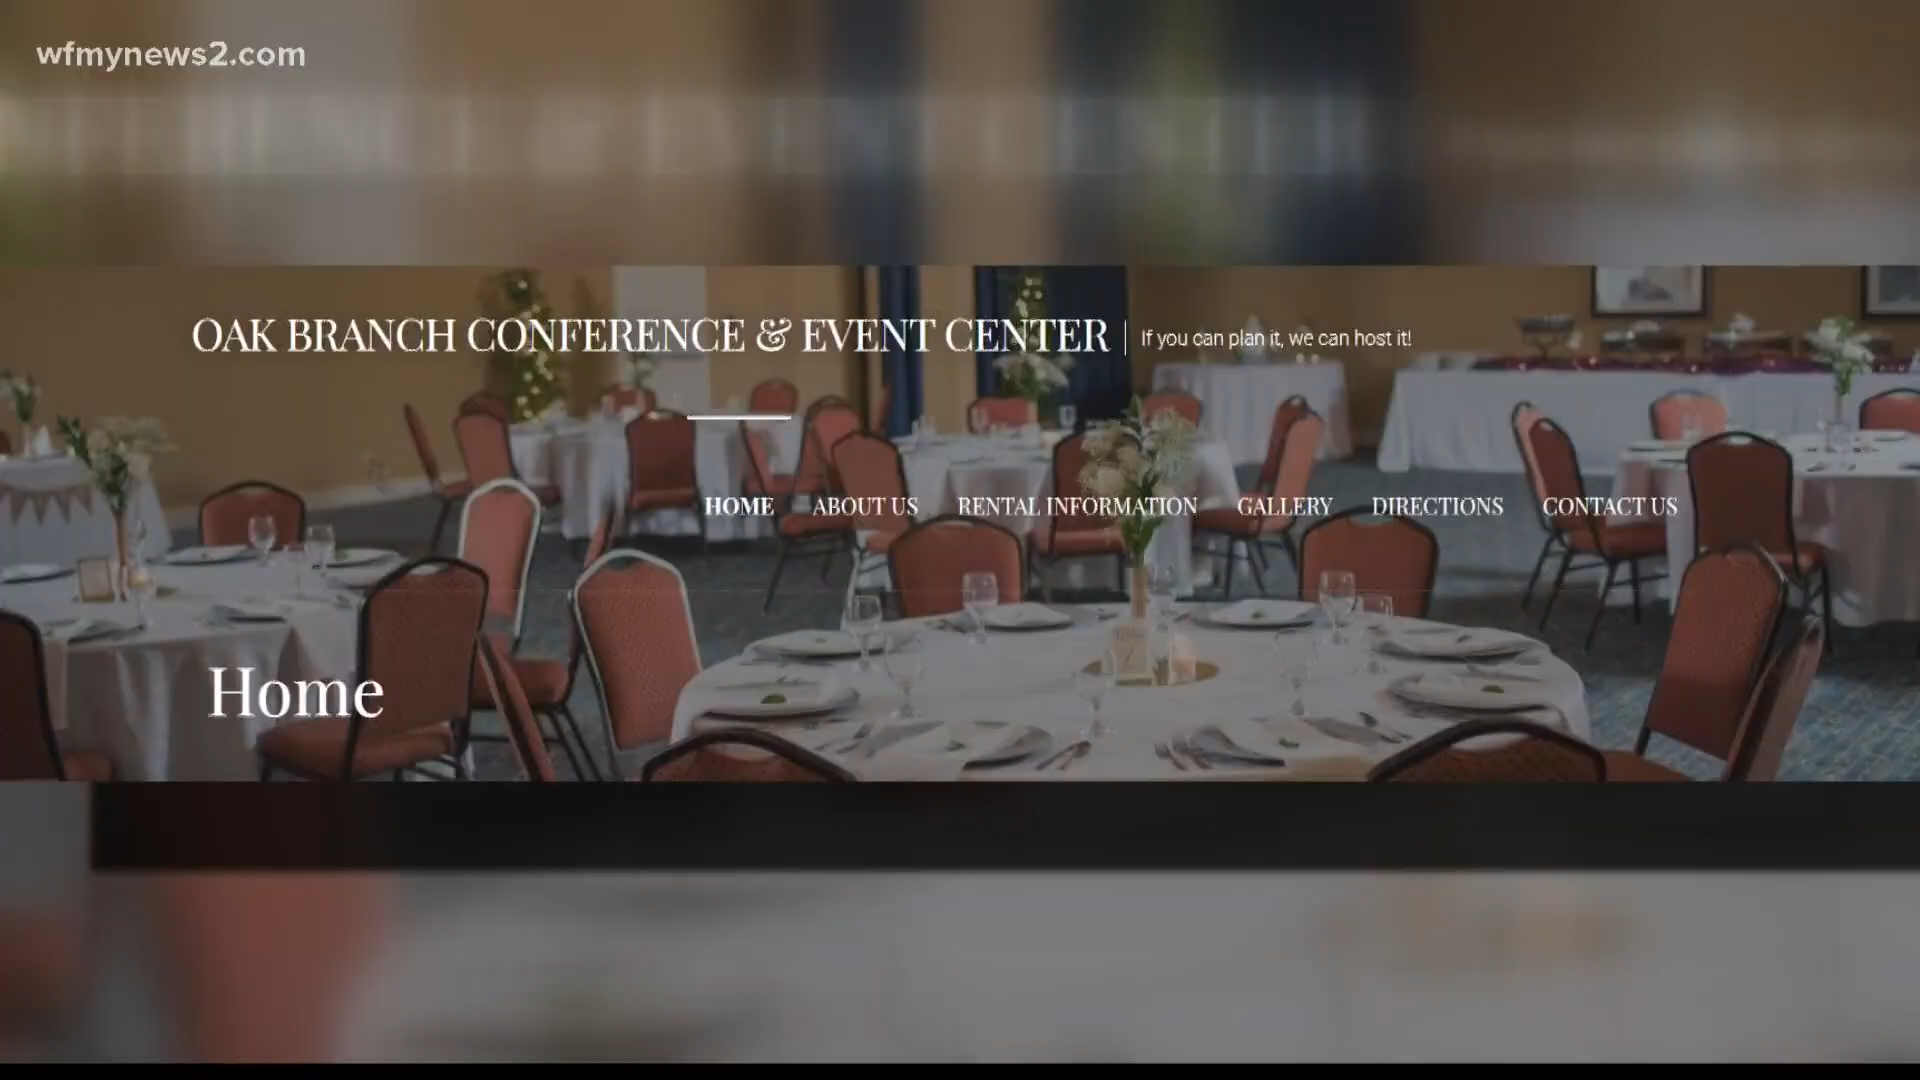 wfmynews2.com
OAK BRANCH CONFERENCE & EVENT CENTER | If you can plan it, we can host it!
HOME ABOUT US RENTAL INFORMATION GALLERY DIRECTIONS CONTACT US
Home